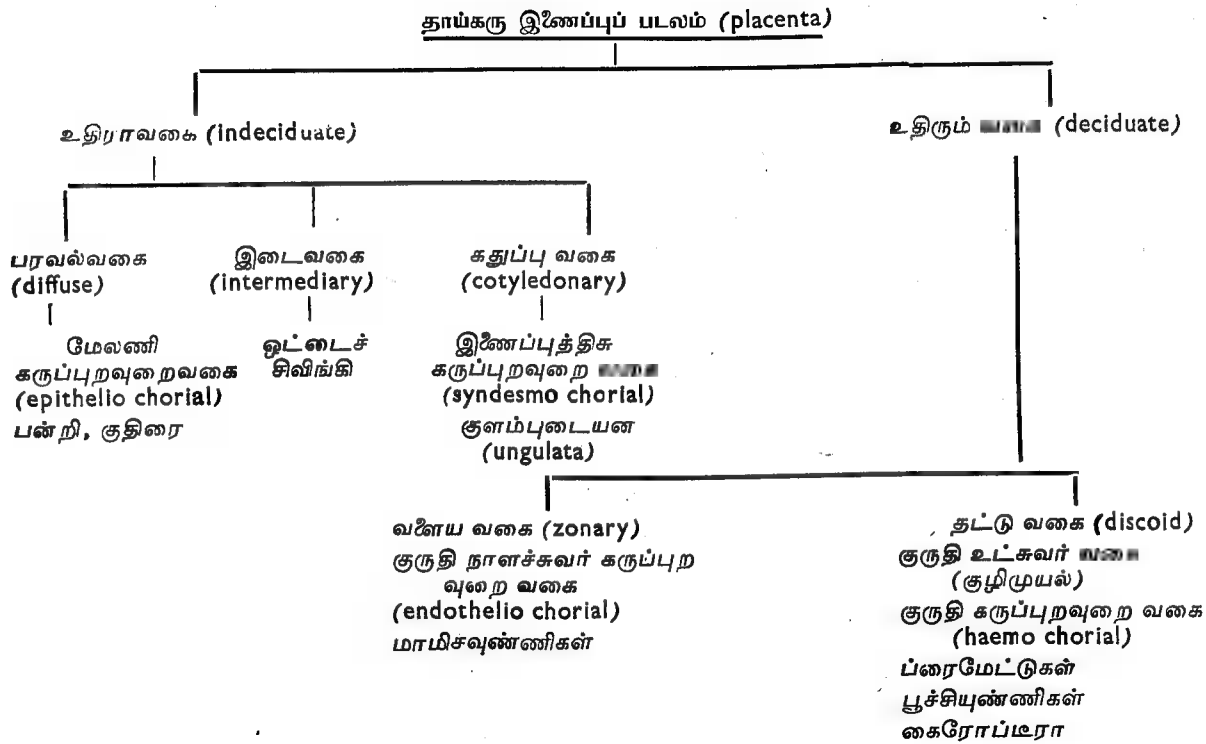 தாய்கரு இணைப்புப் படலம் (placenta)
உதிராவகை (indeciduate)
உதிரும் (deciduate)
பரவல்வகை
(diffuse)
மேலணி
கருப்புறவுறைவகை
(epithelio chorial)
பன்றி, குதிரை
இடைவகை
(intermediary)
ஒட்டைச்
சிவிங்கி
கதுப்பு வகை
(cotyledonary)
இணைப்புத்திசு
கருப்புறவுறை
(syndesmo chorial)
குளம்புடையன
(ungulata)
வளைய வகை (zonary)
குருதி நாளச்சுவர் கருப்புற
வுறை வகை
(endothelio chorial)
மாமிசவுண்ணிகள்
தட்டு வகை (discoid)
குருதி உட்சுவர்
(குழிமுயல்)
குருதி கருப்புறவுறை வகை
(haemo chorial)
ப்ரைமேட்டுகள்
பூச்சியுண்ணிகள்
கைரோப்டீரா